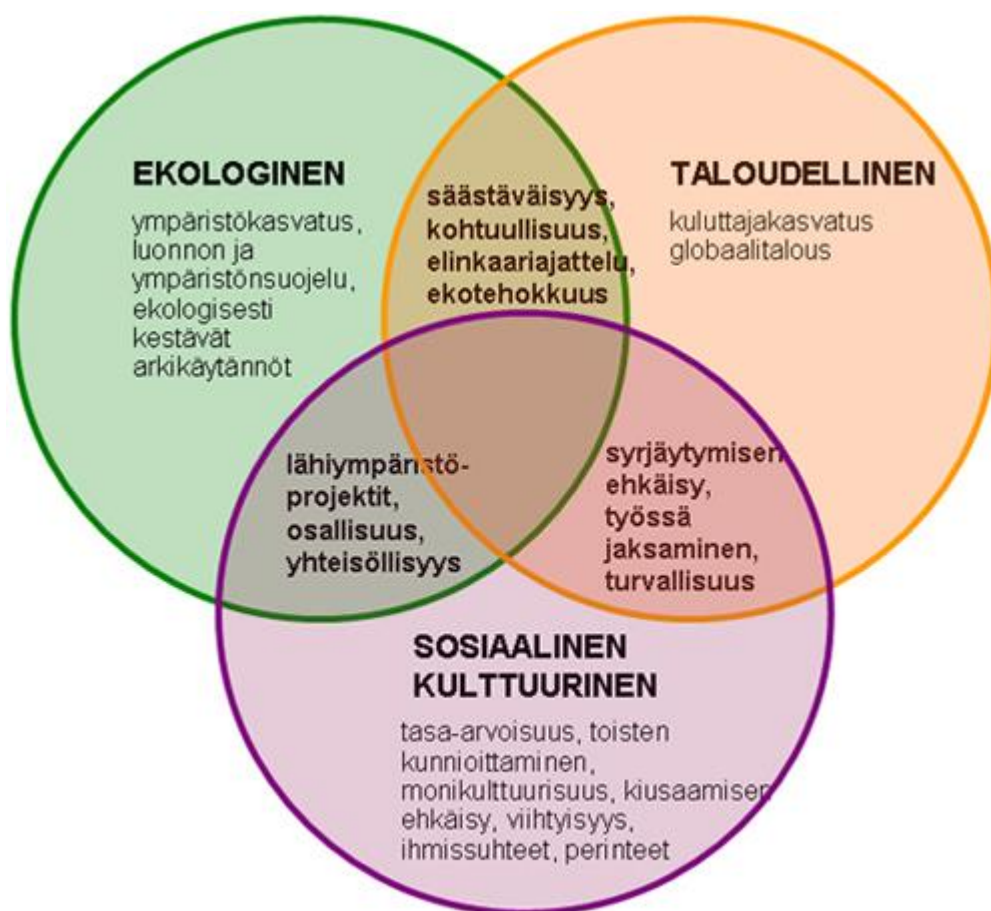 EKOLOGINEN
ympäristökasvatus,
luonnon ja
ympäristönsuojelu,
ekologisesti
kestävät
arkikäytännöt
säästäväisyys,
kohtuullisuus,
elinkaariajattelu,
ekotehokkuus
TALOUDELLINEN
kuluttajakasvatus
globaalitalous
lähiympäristö-
projektit,
osallisuus,
yhteisöllisyys
syrjäytymisen
ehkäisy,
työssä
jaksaminen,
turvallisuus
SOSIAALINEN
KULTTUURINEN
tasa-arvoisuus, toisten
kunnioittaminen,
monikulttuurisuus, kiusaamisen
ehkäisy, viihtyisyys,
ihmissuhteet, perinteet